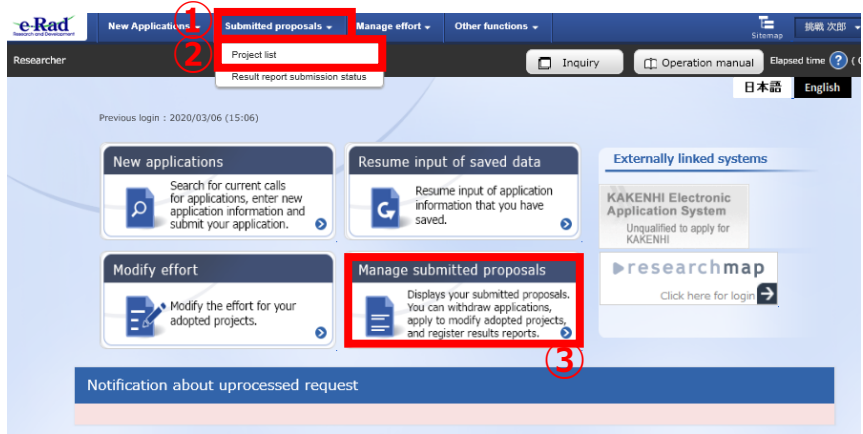 e-Rad
Research and Development
New Applications
①
Submitted proposals
Manage effort
Other functions
Sitemap
挑戦 次郎
Researcher
②
Project list
Result report submission status
Inquiry
Operation manual
Elapsed time ? ( 0
日本語
English
Previous login : 2020/03/06 (15:06)
New applications
Search for current calls
for applications, enter new
application information and
submit your application.
Resume input of saved data
Resume input of application
information that you have
saved.
Externally linked systems
KAKENHI Electronic
Application System
Unqualified to apply for
KAKENHI
Modify effort
Modify the effort for your
adopted projects.
Manage submitted proposals
Displays your submitted proposals.
You can withdraw applications,
apply to modify adopted projects,
and register results reports.
③
researchmap
Click here for login
Notification about uprocessed request